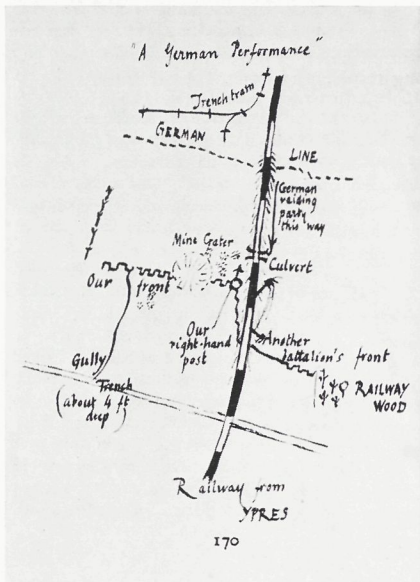 "A German Performance"
Trench tram
GERMAN
LINE
German
raiding
party
this way
Mine Crater
Culvert
Our front
Our
right-hand
post
Another
battalion's front
Gully
Trench
(about 4 ft
deep)
RAILWAY
WOOD
Railway from
YPRES
170